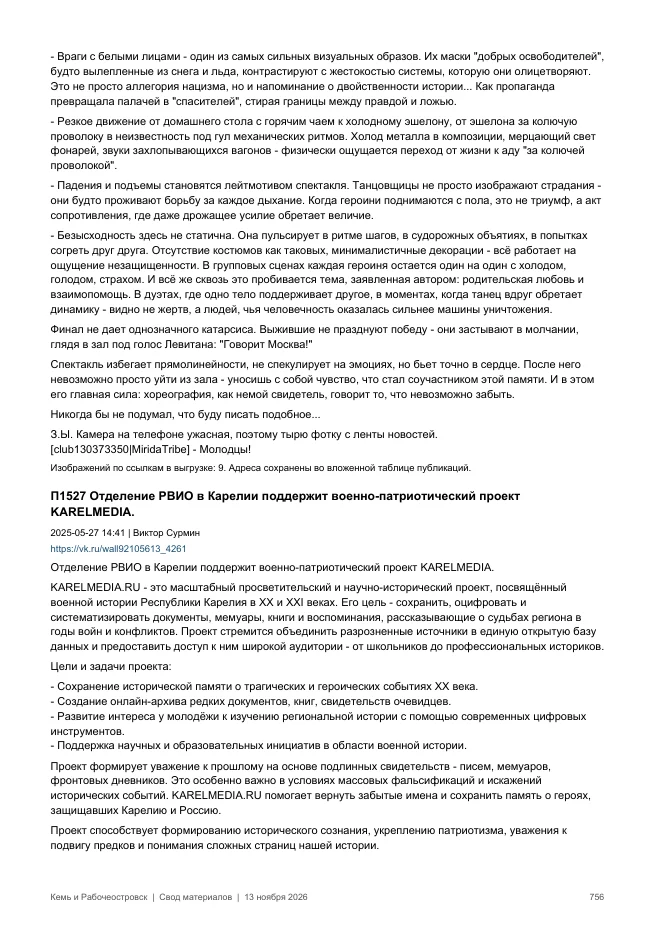 - Враги с белыми лицами - один из самых сильных визуальных образов. Их маски "добрых освободителей",
будто вылепленные из снега и льда, контрастируют с жестокостью системы, которую они олицетворяют.
Это не просто аллегория нацизма, но и напоминание о двойственности истории... Как пропаганда
превращала палачей в "спасителей", стирая границы между правдой и ложью.
- Резкое движение от домашнего стола с горячим чаем к холодному эшелону, от эшелона за колючую
проволоку в неизвестность под гул механических ритмов. Холод металла в композиции, мерцающий свет
фонарей, звуки захлопывающихся вагонов - физически ощущается переход от жизни к аду "за колючей
проволокой".
- Падения и подъемы становятся лейтмотивом спектакля. Танцовщицы не просто изображают страдания -
они будто проживают борьбу за каждое дыхание. Когда героини поднимаются с пола, это не триумф, а акт
сопротивления, где даже дрожащее усилие обретает величие.
- Безысходность здесь не статична. Она пульсирует в ритме шагов, в судорожных объятиях, в попытках
согреть друг друга. Отсутствие костюмов как таковых, минималистичные декорации - всё работает на
ощущение незащищенности. В групповых сценах каждая героиня остается один на один с холодом,
голодом, страхом. И всё же сквозь это пробивается тема, заявленная автором: родительская любовь и
взаимопомощь. В дуэтах, где одно тело поддерживает другое, в моментах, когда танец вдруг обретает
динамику - видно не жертв, а людей, чья человечность оказалась сильнее машины уничтожения.
Финал не дает однозначного катарсиса. Выжившие не празднуют победу - они застывают в молчании,
глядя в зал под голос Левитана: "Говорит Москва!"
Спектакль избегает прямолинейности, не спекулирует на эмоциях, но бьет точно в сердце. После него
невозможно просто уйти из зала - уносишь с собой чувство, что стал соучастником этой памяти. И в этом
его главная сила: хореография, как немой свидетель, говорит то, что невозможно забыть.
Никогда бы не подумал, что буду писать подобное...
З.Ы. Камера на телефоне ужасная, поэтому тырю фотку с ленты новостей.
[club130373350|MiridaTribe] - Молодцы!
Изображений по ссылкам в выгрузке: 9. Адреса сохранены во вложенной таблице публикаций.
П1527 Отделение РВИО в Карелии поддержит военно-патриотический проект
KARELMEDIA.
2025-05-27 14:41 | Виктор Сурмин
https://vk.ru/wall92105613_4261
Отделение РВИО в Карелии поддержит военно-патриотический проект KARELMEDIA.
KARELMEDIA.RU - это масштабный просветительский и научно-исторический проект, посвящённый
военной истории Республики Карелия в XX и XXI веках. Его цель - сохранить, оцифровать и
систематизировать документы, мемуары, книги и воспоминания, рассказывающие о судьбах региона в
годы войн и конфликтов. Проект стремится объединить разрозненные источники в единую открытую базу
данных и предоставить доступ к ним широкой аудитории - от школьников до профессиональных историков.
Цели и задачи проекта:
- Сохранение исторической памяти о трагических и героических событиях XX века.
- Создание онлайн-архива редких документов, книг, свидетельств очевидцев.
- Развитие интереса у молодёжи к изучению региональной истории с помощью современных цифровых
инструментов.
- Поддержка научных и образовательных инициатив в области военной истории.
Проект формирует уважение к прошлому на основе подлинных свидетельств - писем, мемуаров,
фронтовых дневников. Это особенно важно в условиях массовых фальсификаций и искажений
исторических событий. KARELMEDIA.RU помогает вернуть забытые имена и сохранить память о героях,
защищавших Карелию и Россию.
Проект способствует формированию исторического сознания, укреплению патриотизма, уважения к
подвигу предков и понимания сложных страниц нашей истории.
Кемь и Рабочеостровск | Свод материалов | 13 ноября 2026
756